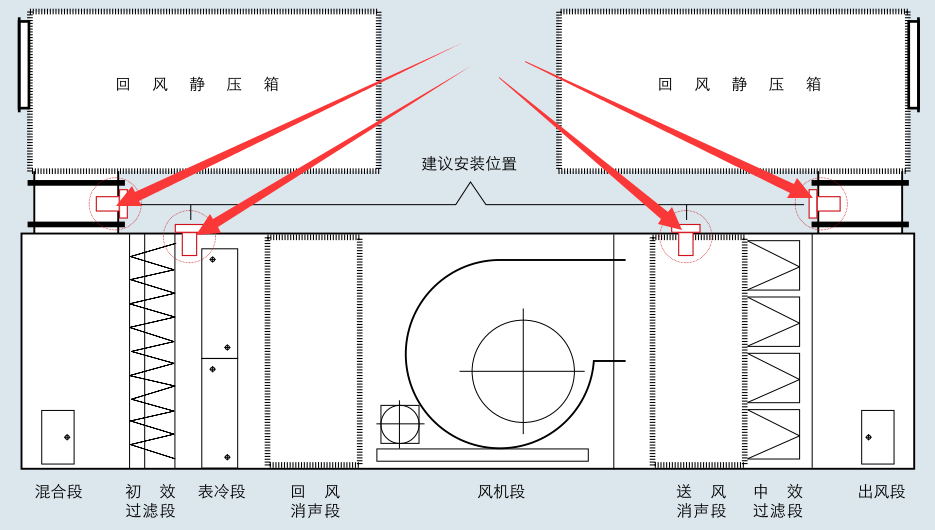 回风静压箱
回风静压箱
建议安装位置
混合段
初效
过滤段
表冷段
回风
消声段
风机段
送风
消声段
中效
过滤段
出风段